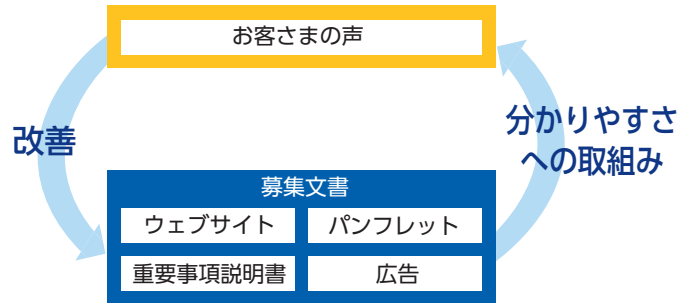 お客さまの声
改善
分かりやすさ
への取組み
募集文書
ウェブサイト
パンフレット
重要事項説明書
広告